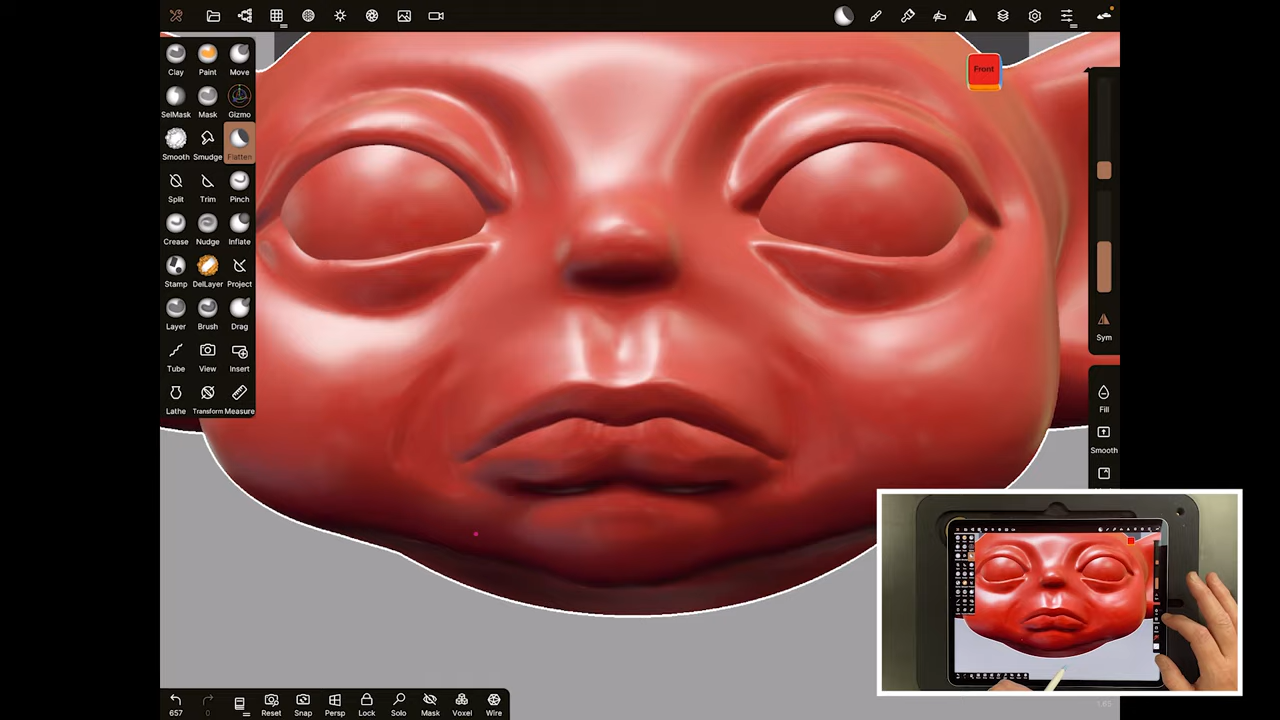 Front
Clay Paint Move
SelMask Mask Gizmo
Smooth Smudge Flatten
Split Trim Pinch
Crease Nudge Inflate
Stamp DelLayer Project
Layer Brush Drag
Tube View Insert
Lathe Transform Measure
Sym
Fill
Smooth
657 0 Reset Snap Persp Lock Solo Mask Voxel Wire